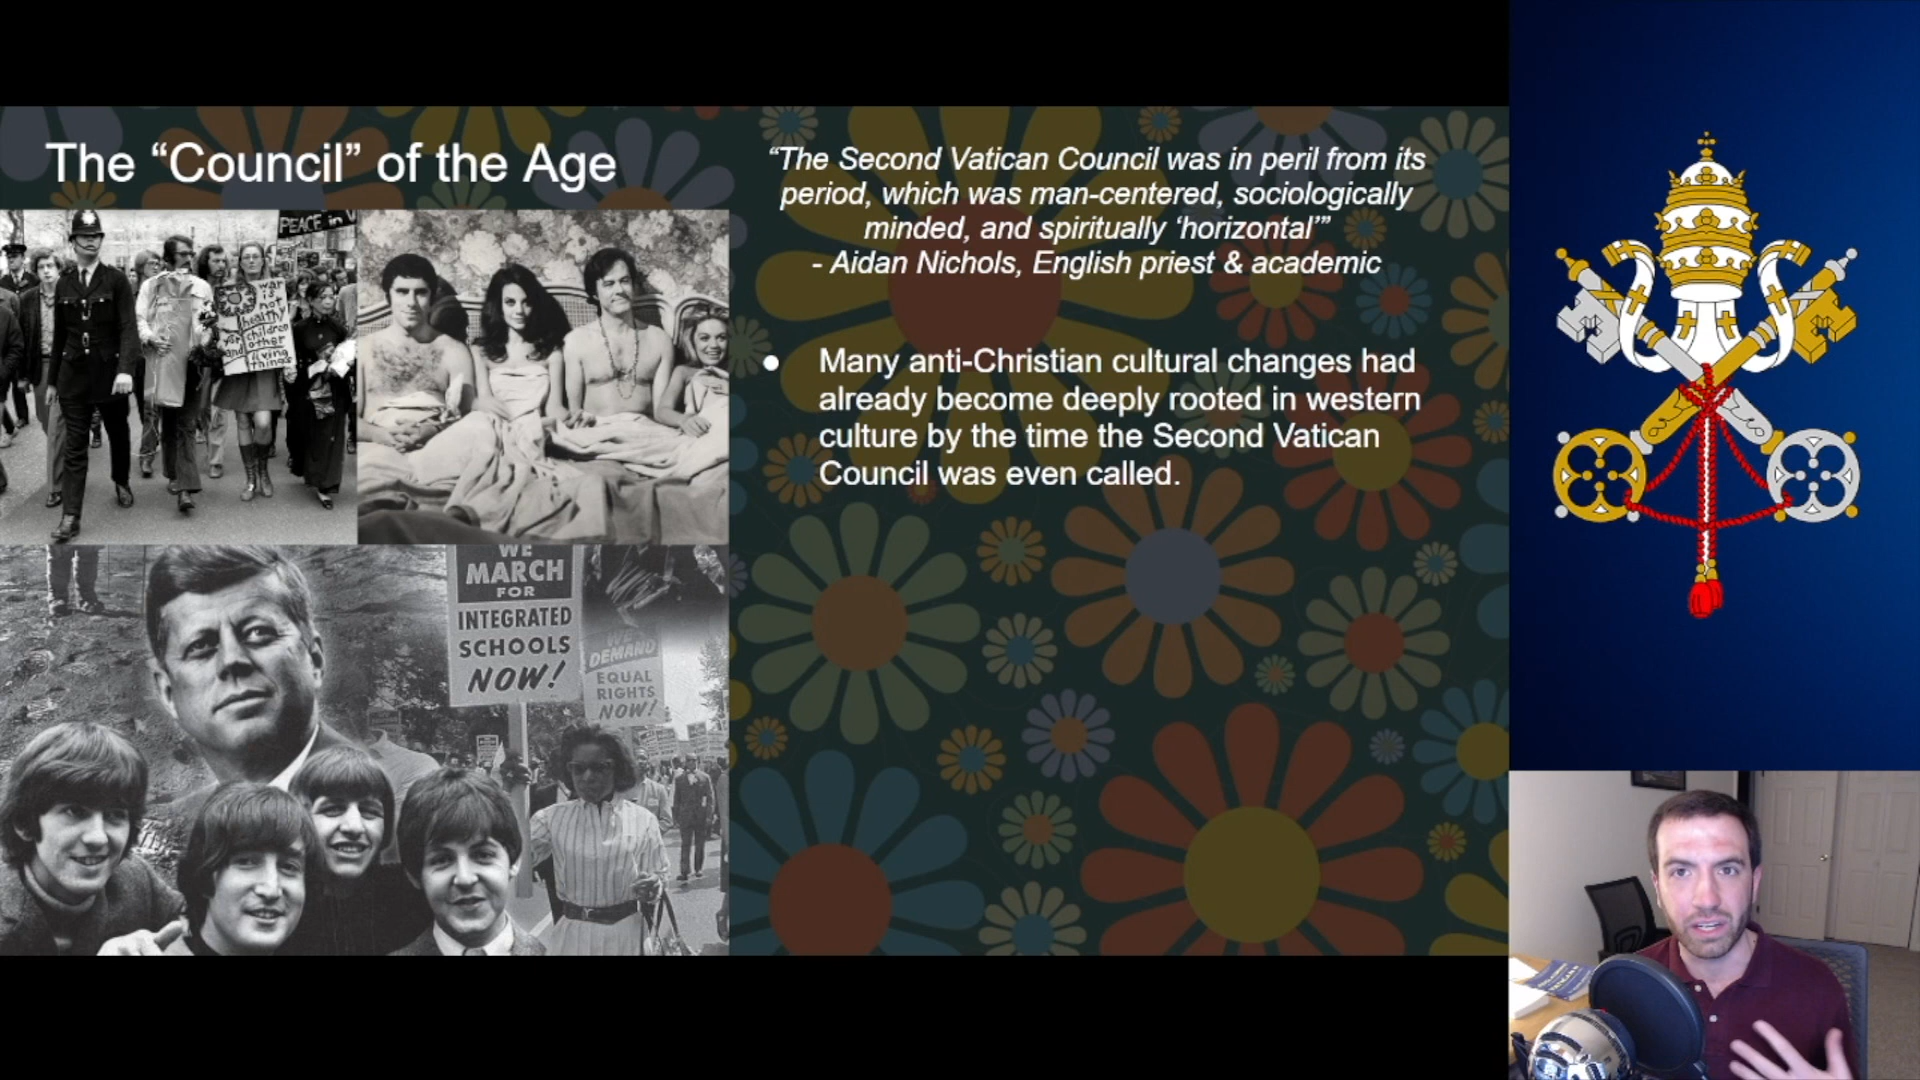 The “Council” of the Age
“The Second Vatican Council was in peril from its
period, which was man-centered, sociologically
minded, and spiritually ‘horizontal’”
- Aidan Nichols, English priest & academic
● Many anti-Christian cultural changes had
already become deeply rooted in western
culture by the time the Second Vatican
Council was even called.
PEACE in
war
is
not
healthy
for children
and other
living
things
WE
MARCH
FOR
INTEGRATED
SCHOOLS
NOW!
WE
DEMAND
EQUAL
RIGHTS
NOW!